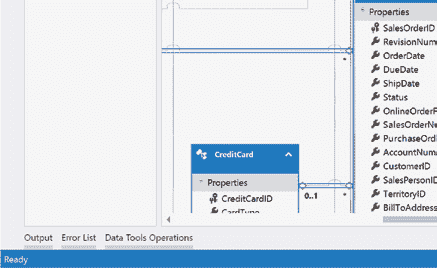 Properties
SalesOrderID
RevisionNum
OrderDate
DueDate
ShipDate
Status
OnlineOrderF
SalesOrderNu
PurchaseOrd
AccountNum
CustomerID
SalesPersonID
TerritoryID
BillToAddress
*
CreditCard
Properties
CreditCardID
CardType
0..1
*
Output Error List Data Tools Operations
Ready